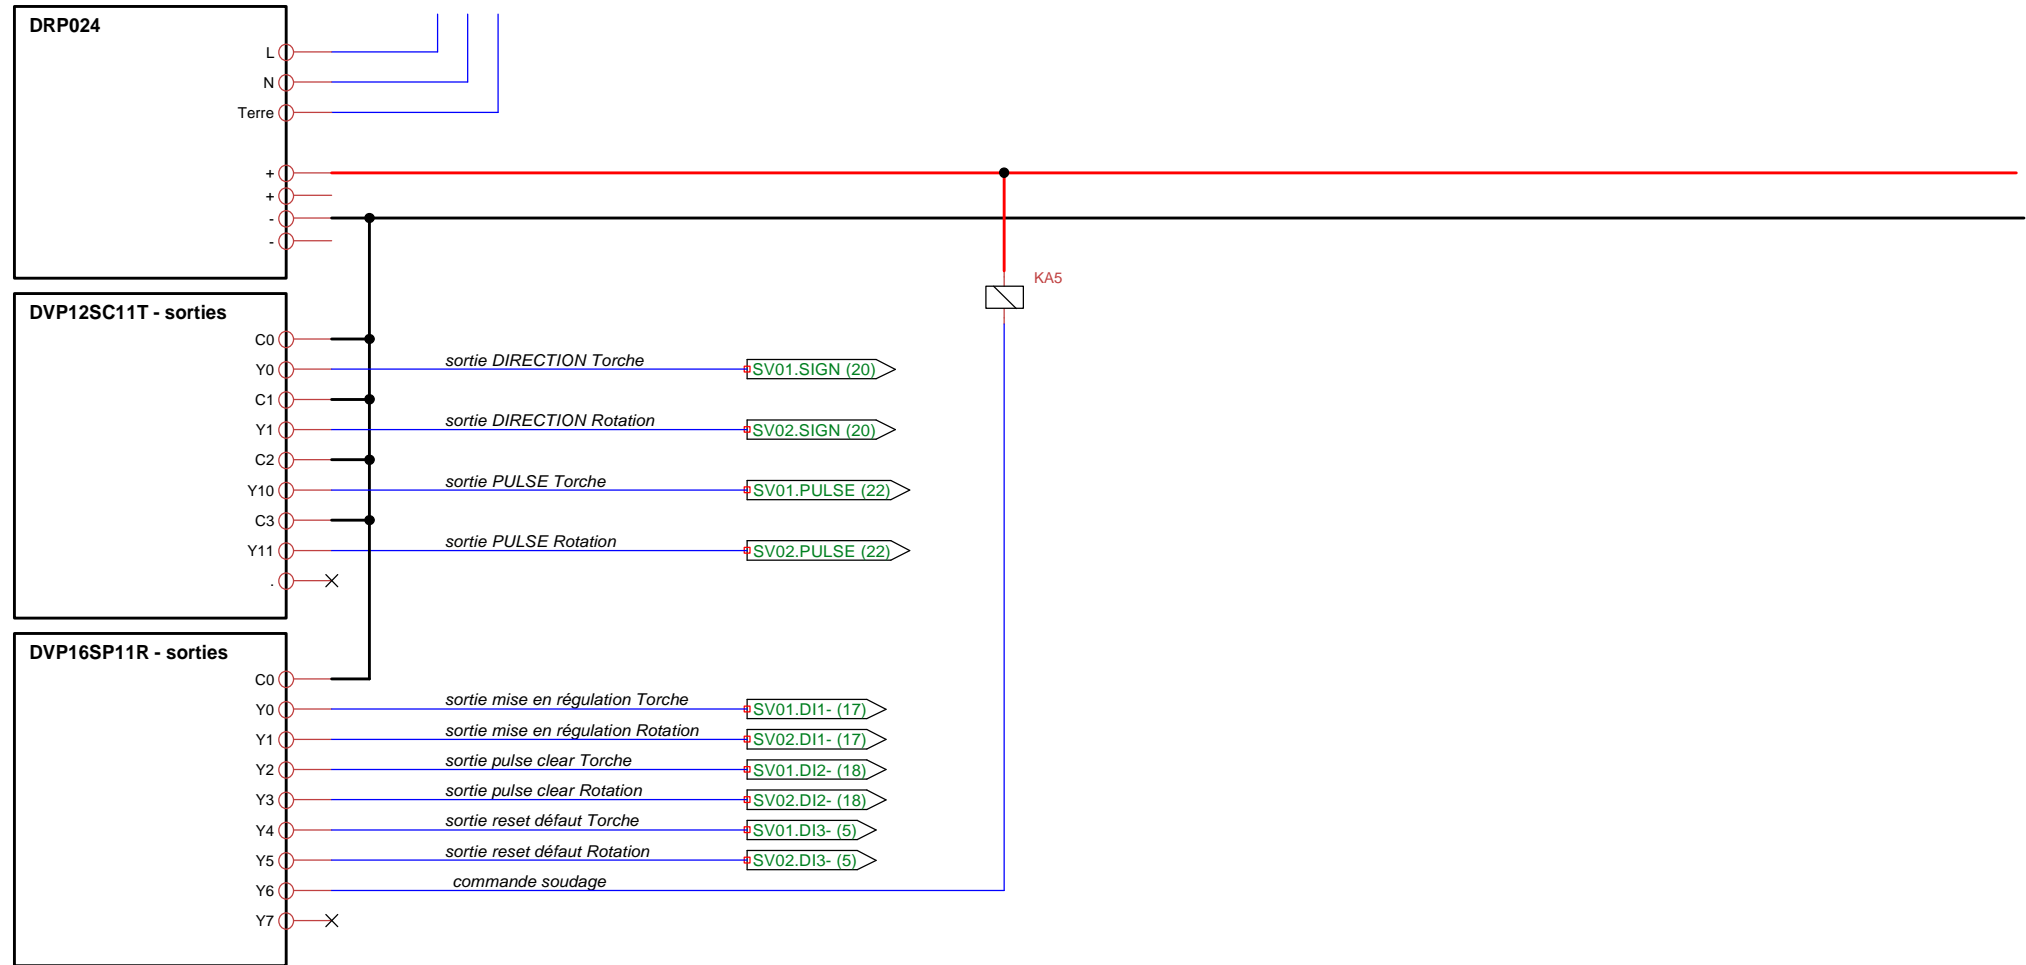 DRP024
L
N
Terre
+
+
-
-
KA5
DVP12SC11T - sorties
C0
Y0 sortie DIRECTION Torche SV01.SIGN (20)
C1
Y1 sortie DIRECTION Rotation SV02.SIGN (20)
C2
Y10 sortie PULSE Torche SV01.PULSE (22)
C3
Y11 sortie PULSE Rotation SV02.PULSE (22)
.
DVP16SP11R - sorties
C0
Y0 sortie mise en régulation Torche SV01.DI1- (17)
Y1 sortie mise en régulation Rotation SV02.DI1- (17)
Y2 sortie pulse clear Torche SV01.DI2- (18)
Y3 sortie pulse clear Rotation SV02.DI2- (18)
Y4 sortie reset défaut Torche SV01.DI3- (5)
Y5 sortie reset défaut Rotation SV02.DI3- (5)
Y6 commande soudage
Y7